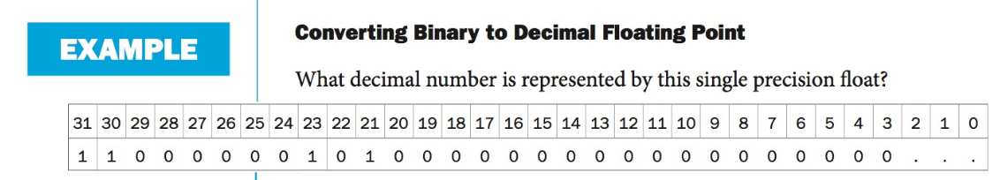 EXAMPLE
Converting Binary to Decimal Floating Point
What decimal number is represented by this single precision float?
31 30 29 28 27 26 25 24 23 22 21 20 19 18 17 16 15 14 13 12 11 10 9 8 7 6 5 4 3 2 1 0
1 1 0 0 0 0 0 0 1 0 1 0 0 0 0 0 0 0 0 0 0 0 0 0 0 0 0 0 0 . . .